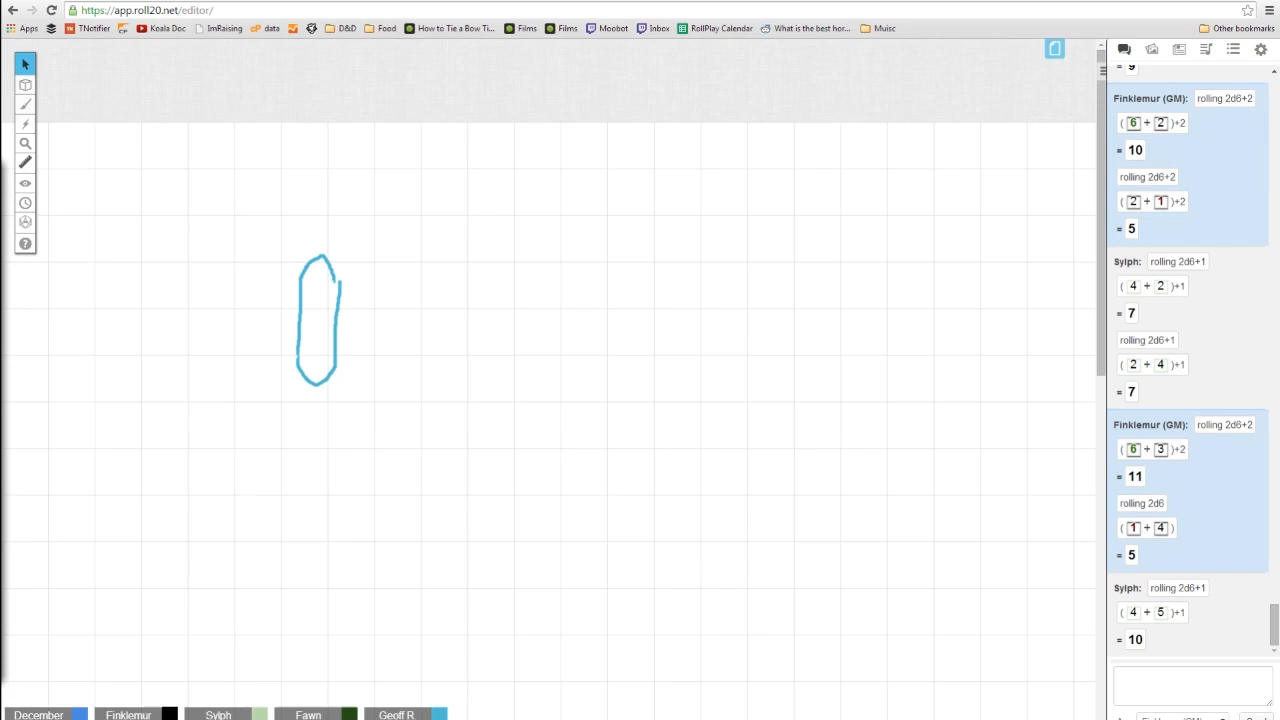 https://app.roll20.net/editor/
Apps TNotifier Koala Doc ImRaising data D&D Food How to Tie a Bow Ti... Films Films Moobot Inbox RollPlay Calendar What is the best hor... Muisc Other bookmarks
= 9
Finklemur (GM): rolling 2d6+2
( 6 + 2 )+2
= 10
rolling 2d6+2
( 2 + 1 )+2
= 5
Sylph: rolling 2d6+1
( 4 + 2 )+1
= 7
rolling 2d6+1
( 2 + 4 )+1
= 7
Finklemur (GM): rolling 2d6+2
( 6 + 3 )+2
= 11
rolling 2d6
( 1 + 4 )
= 5
Sylph: rolling 2d6+1
( 4 + 5 )+1
= 10
December Finklemur Sylph Fawn Geoff R.